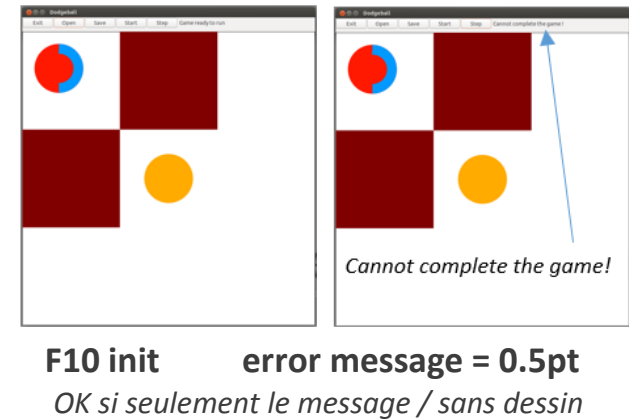 Dodgeball
Exit Open Save Start Stop Game ready to run
Dodgeball
Exit Open Save Start Stop Cannot complete the game !
Cannot complete the game!
F10 init error message = 0.5pt
OK si seulement le message / sans dessin